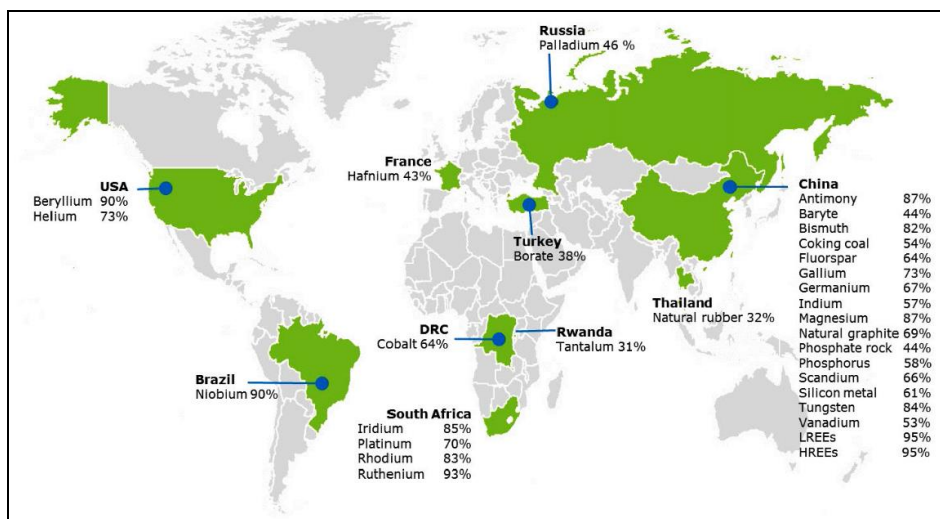 Russia
Palladium 46 %
France
Hafnium 43%
USA
Beryllium 90%
Helium 73%
China
Antimony 87%
Baryte 44%
Bismuth 82%
Coking coal 54%
Fluorspar 64%
Gallium 73%
Germanium 67%
Indium 57%
Magnesium 87%
Natural graphite 69%
Phosphate rock 44%
Phosphorus 58%
Scandium 66%
Silicon metal 61%
Tungsten 84%
Vanadium 53%
LREEs 95%
HREEs 95%
Turkey
Borate 38%
Thailand
Natural rubber 32%
DRC
Cobalt 64%
Rwanda
Tantalum 31%
Brazil
Niobium 90%
South Africa
Iridium 85%
Platinum 70%
Rhodium 83%
Ruthenium 93%